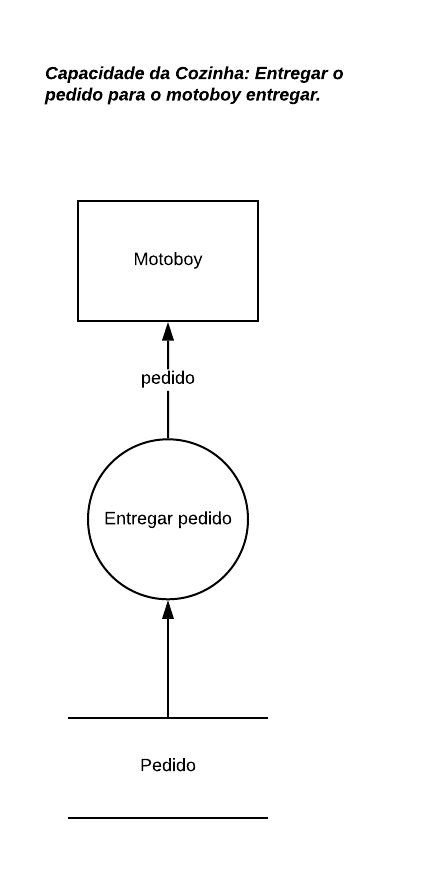 Capacidade da Cozinha: Entregar o
pedido para o motoboy entregar.
Motoboy
pedido
Entregar pedido
Pedido